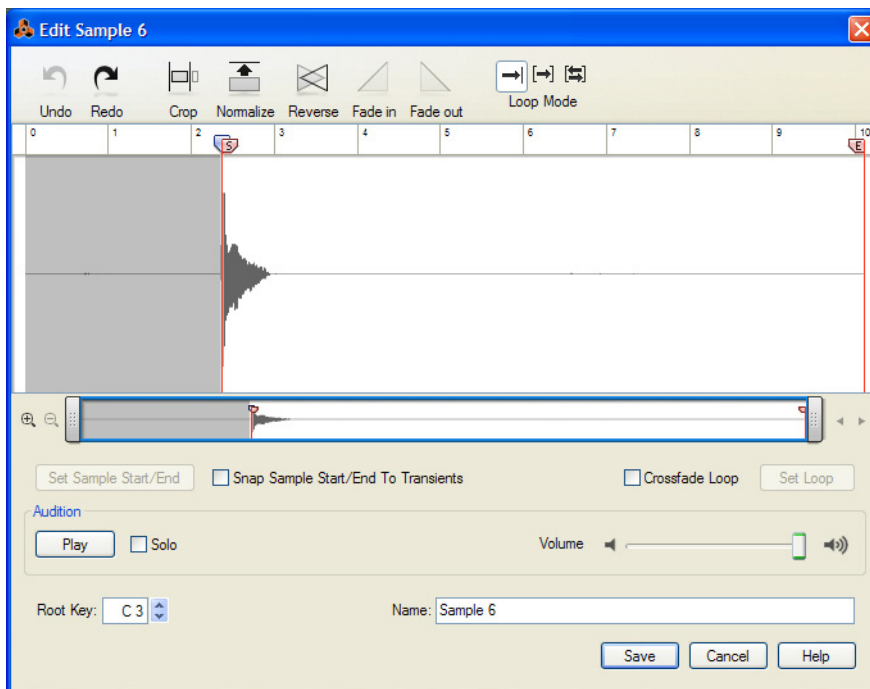 Edit Sample 6
Undo Redo Crop Normalize Reverse Fade in Fade out Loop Mode
0 1 2 3 4 5 6 7 8 9 10
S E
Set Sample Start/End Snap Sample Start/End To Transients Crossfade Loop Set Loop
Audition
Play Solo Volume
Root Key: C 3 Name: Sample 6
Save Cancel Help